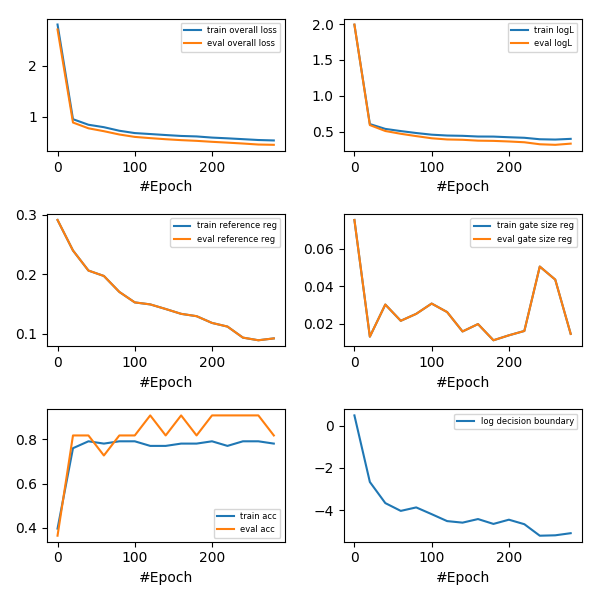 train overall loss
eval overall loss
2
1
0
100
200
#Epoch
train logL
eval logL
2.0
1.5
1.0
0.5
0
100
200
#Epoch
train reference reg
eval reference reg
0.3
0.2
0.1
0
100
200
#Epoch
train gate size reg
eval gate size reg
0.06
0.04
0.02
0
100
200
#Epoch
0.8
0.6
0.4
train acc
eval acc
0
100
200
#Epoch
log decision boundary
0
−2
−4
0
100
200
#Epoch